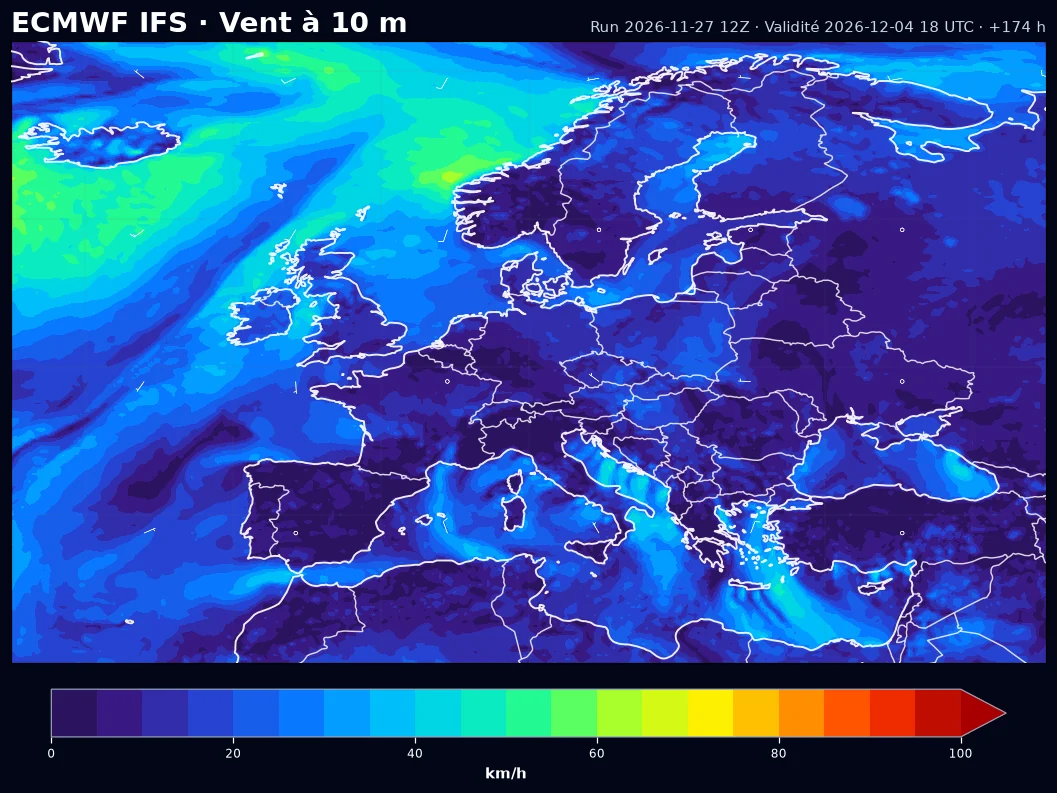 ECMWF IFS · Vent à 10 m
Run 2026-11-27 12Z · Validité 2026-12-04 18 UTC · +174 h
0 20 40 60 80 100
km/h